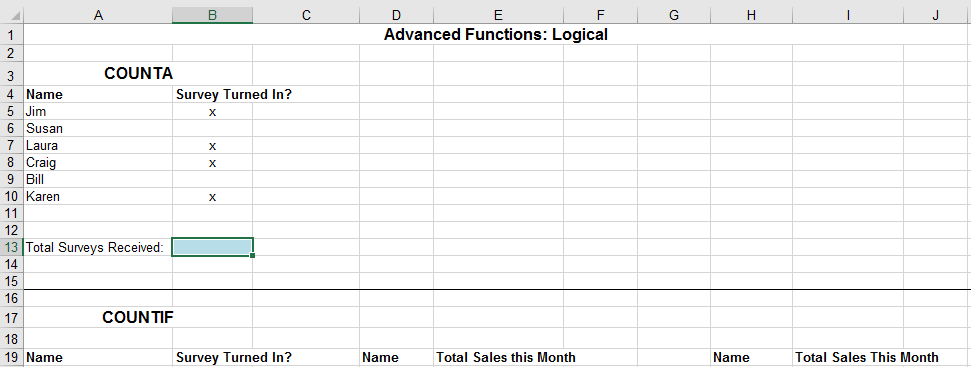 A B C D E F G H I J
1 Advanced Functions: Logical
2
3 COUNTA
4 Name Survey Turned In?
5 Jim x
6 Susan
7 Laura x
8 Craig x
9 Bill
10 Karen x
11
12
13 Total Surveys Received:
14
15
16
17 COUNTIF
18
19 Name Survey Turned In? Name Total Sales this Month Name Total Sales This Month